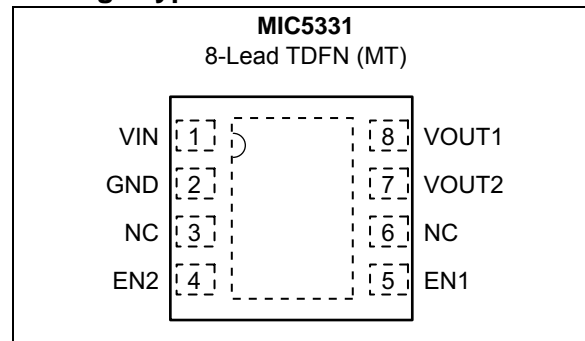 MIC5331
8-Lead TDFN (MT)
VIN 1 8 VOUT1
GND 2 7 VOUT2
NC 3 6 NC
EN2 4 5 EN1